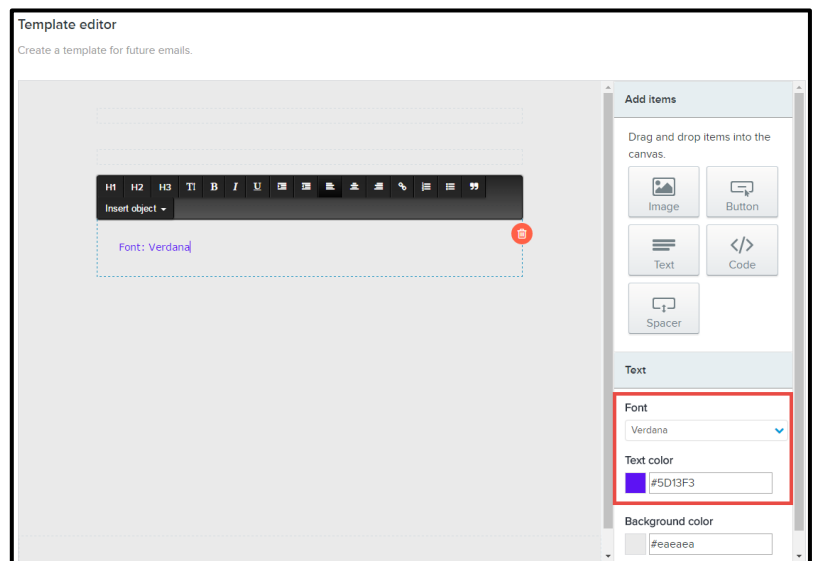 Template editor
Create a template for future emails.
H1 H2 H3 T! B I U
Insert object
Font: Verdana
Add items
Drag and drop items into the
canvas.
Image Button
Text Code
Spacer
Text
Font
Verdana
Text color
#5D13F3
Background color
#eaeaea